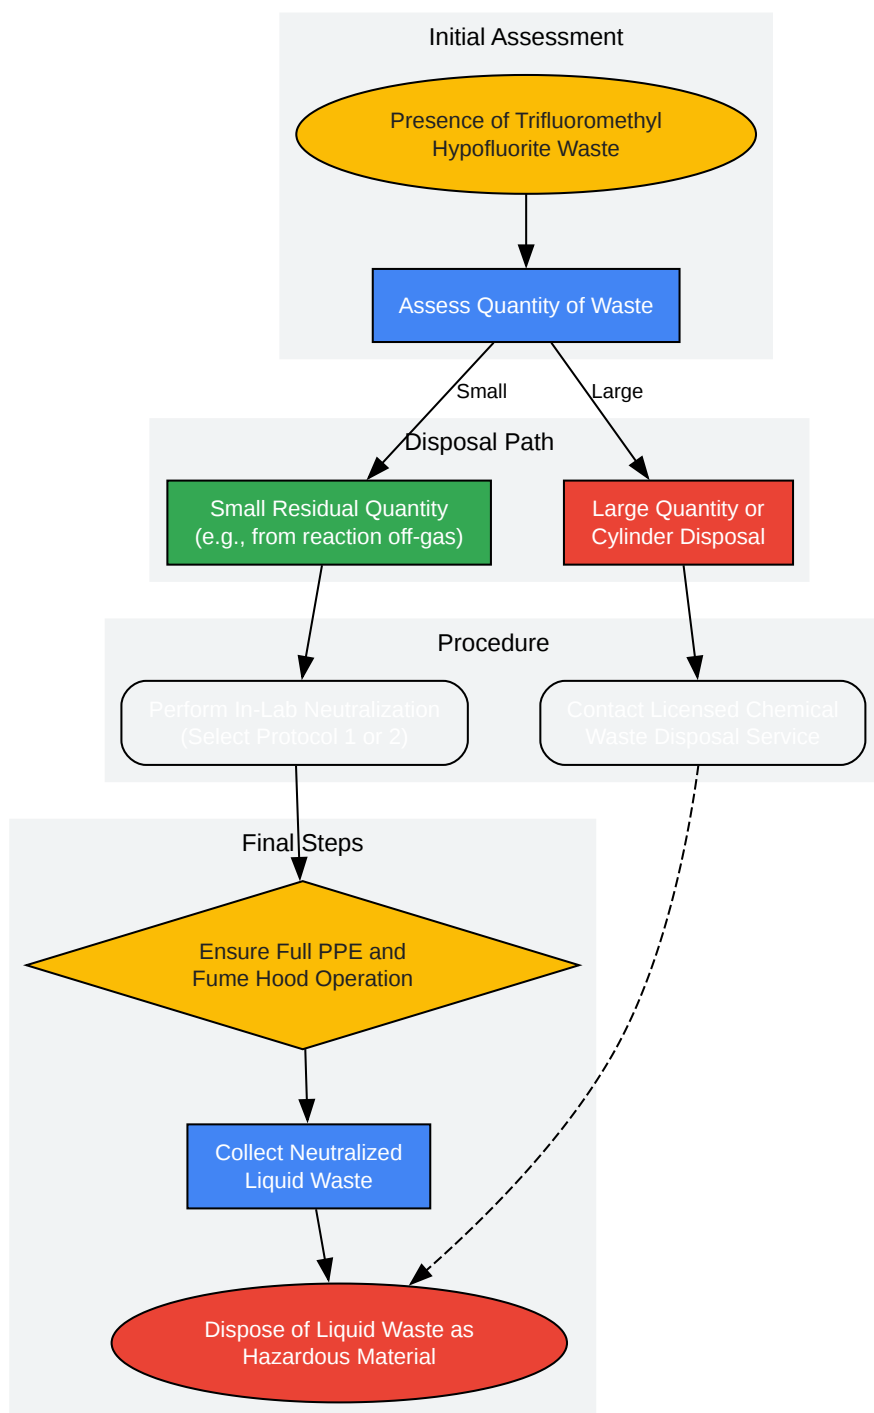 Initial Assessment
Presence of Trifluoromethyl
Hypofluorite Waste
Assess Quantity of Waste
Small
Large
Disposal Path
Small Residual Quantity
(e.g., from reaction off-gas)
Large Quantity or
Cylinder Disposal
Procedure
Perform In-Lab Neutralization
(Select Protocol 1 or 2)
Contact Licensed Chemical
Waste Disposal Service
Final Steps
Ensure Full PPE and
Fume Hood Operation
Collect Neutralized
Liquid Waste
Dispose of Liquid Waste as
Hazardous Material